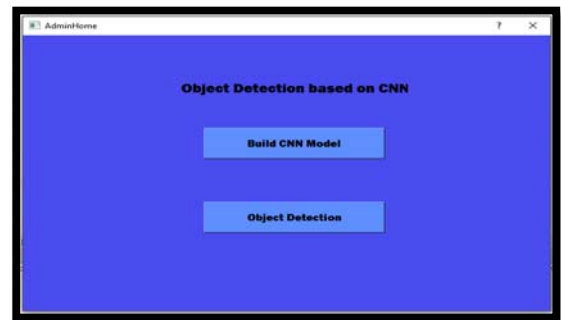 AdminHome ? ×
Object Detection based on CNN
Build CNN Model
Object Detection